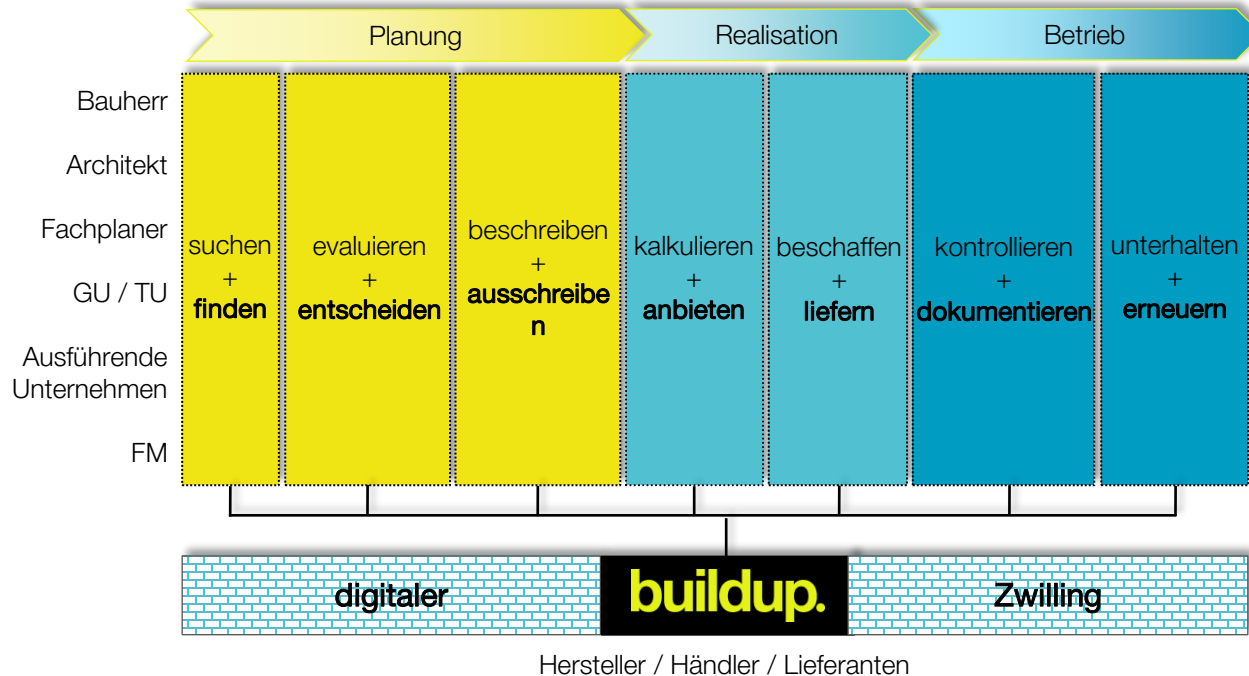 Planung
Realisation
Betrieb
Bauherr
Architekt
Fachplaner
GU / TU
Ausführende
Unternehmen
FM
suchen
+
finden
evaluieren
+
entscheiden
beschreiben
+
ausschreibe
n
kalkulieren
+
anbieten
beschaffen
+
liefern
kontrollieren
+
dokumentieren
unterhalten
+
erneuern
digitaler
buildup.
Zwilling
Hersteller / Händler / Lieferanten